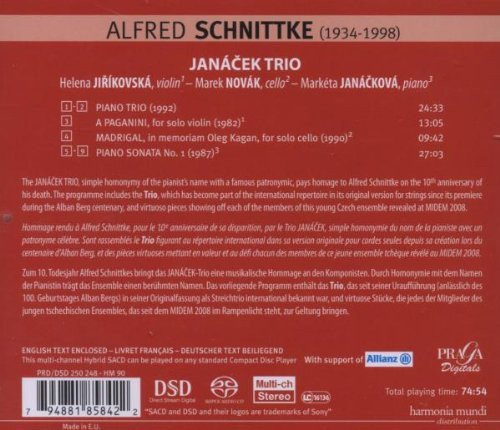 ALFRED SCHNITTKE (1934-1998)
JANÁČEK TRIO
Helena JIŘÍKOVSKÁ, violin¹ – Marek NOVÁK, cello² – Markéta JANÁČKOVÁ, piano³
1 - 2 PIANO TRIO (1992) 24:33
3 A PAGANINI, for solo violin (1982)¹ 13:05
4 MADRIGAL, in memoriam Oleg Kagan, for solo cello (1990)² 09:42
5 - 9 PIANO SONATA No. 1 (1987)³ 27:03
The JANÁČEK TRIO, simple homonymy of the pianist's name with a famous patronymic, pays homage to Alfred Schnittke on the 10th anniversary of
his death. The programme includes the Trio, which has become part of the international repertoire in its original version for strings since its première
during the Alban Berg centenary, and virtuoso pieces showing off each of the members of this young Czech ensemble revealed at MIDEM 2008.
Hommage rendu à Alfred Schnittke, pour le 10e anniversaire de sa disparition, par le Trio JANÁČEK, simple homonymie du nom de la pianiste avec un
patronyme célèbre. Sont rassemblés le Trio figurant au répertoire international dans sa version originale pour cordes seules depuis sa création lors du
centenaire d'Alban Berg, et des pièces virtuoses mettant en valeur et au défi chacun des membres de ce jeune ensemble tchèque révélé au MIDEM 2008.
Zum 10. Todesjahr Alfred Schnittkes bringt das JANÁČEK-Trio eine musikalische Hommage an den Komponisten. Durch Homonymie mit dem Namen
der Pianistin trägt das Ensemble einen berühmten Namen. Das vorliegende Programm enthält das Trio, das seit seiner Uraufführung (anlässlich des
100. Geburtstages Alban Bergs) in seiner Originalfassung als Streichtrio international bekannt war, und virtuose Stücke, die jedes der Mitglieder des
jungen tschechischen Ensembles, das seit dem MIDEM 2008 im Rampenlicht steht, zur Geltung bringen.
ENGLISH TEXT ENCLOSED – LIVRET FRANÇAIS – DEUTSCHER TEXT BEILIEGEND
This multi-channel Hybrid SACD can be played on any standard Compact Disc Player
With support of Allianz
PRAGA
Digitals
PRD/DSD 250 248 - HM 90
7 94881 85842 2
Made in E.U.
DSD
Direct Stream Digital
SUPER AUDIO CD
Multi-ch
Stereo
LC 16134
"SACD and DSD and their logos are trademarks of Sony"
Total playing time: 74:54
harmonia mundi
distribution